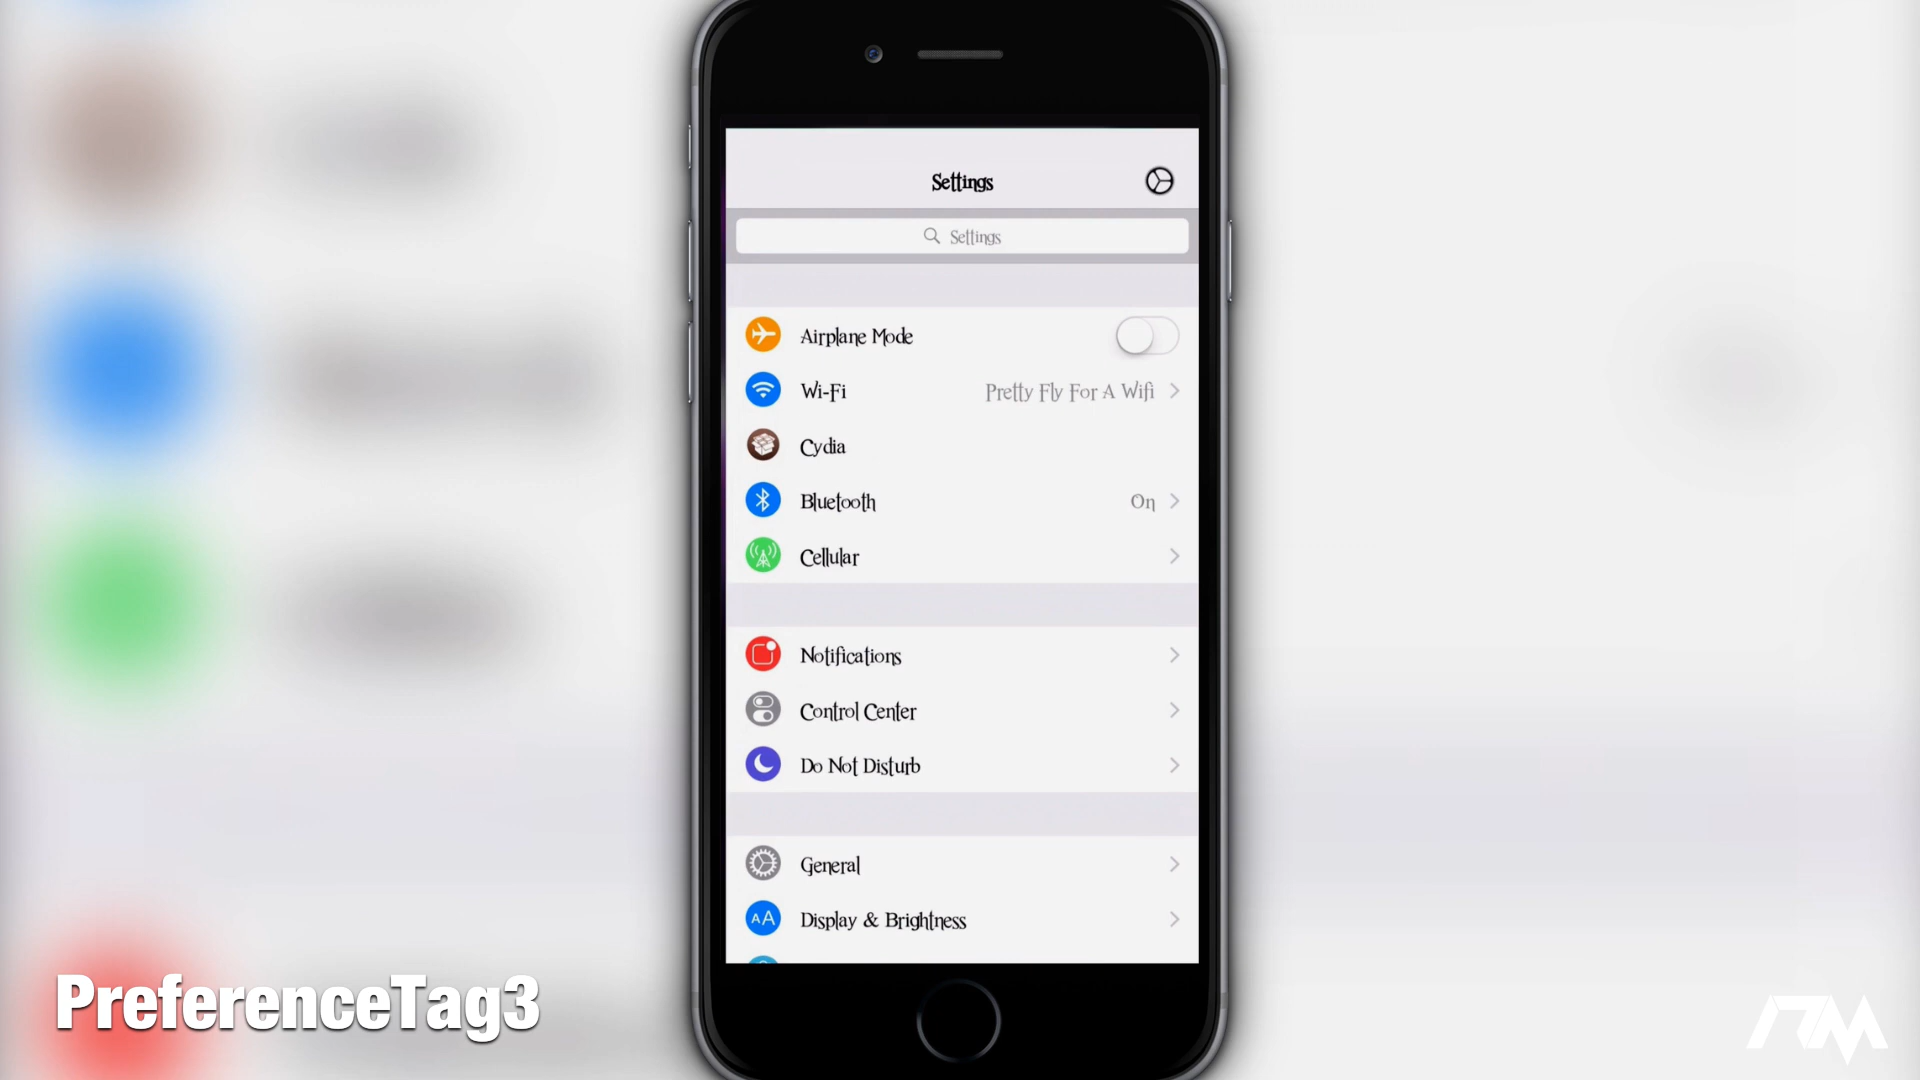 Settings
Settings
Airplane Mode
Wi-Fi Pretty Fly For A Wifi
Cydia
Bluetooth On
Cellular
Notifications
Control Center
Do Not Disturb
General
AA Display & Brightness
PreferenceTag3